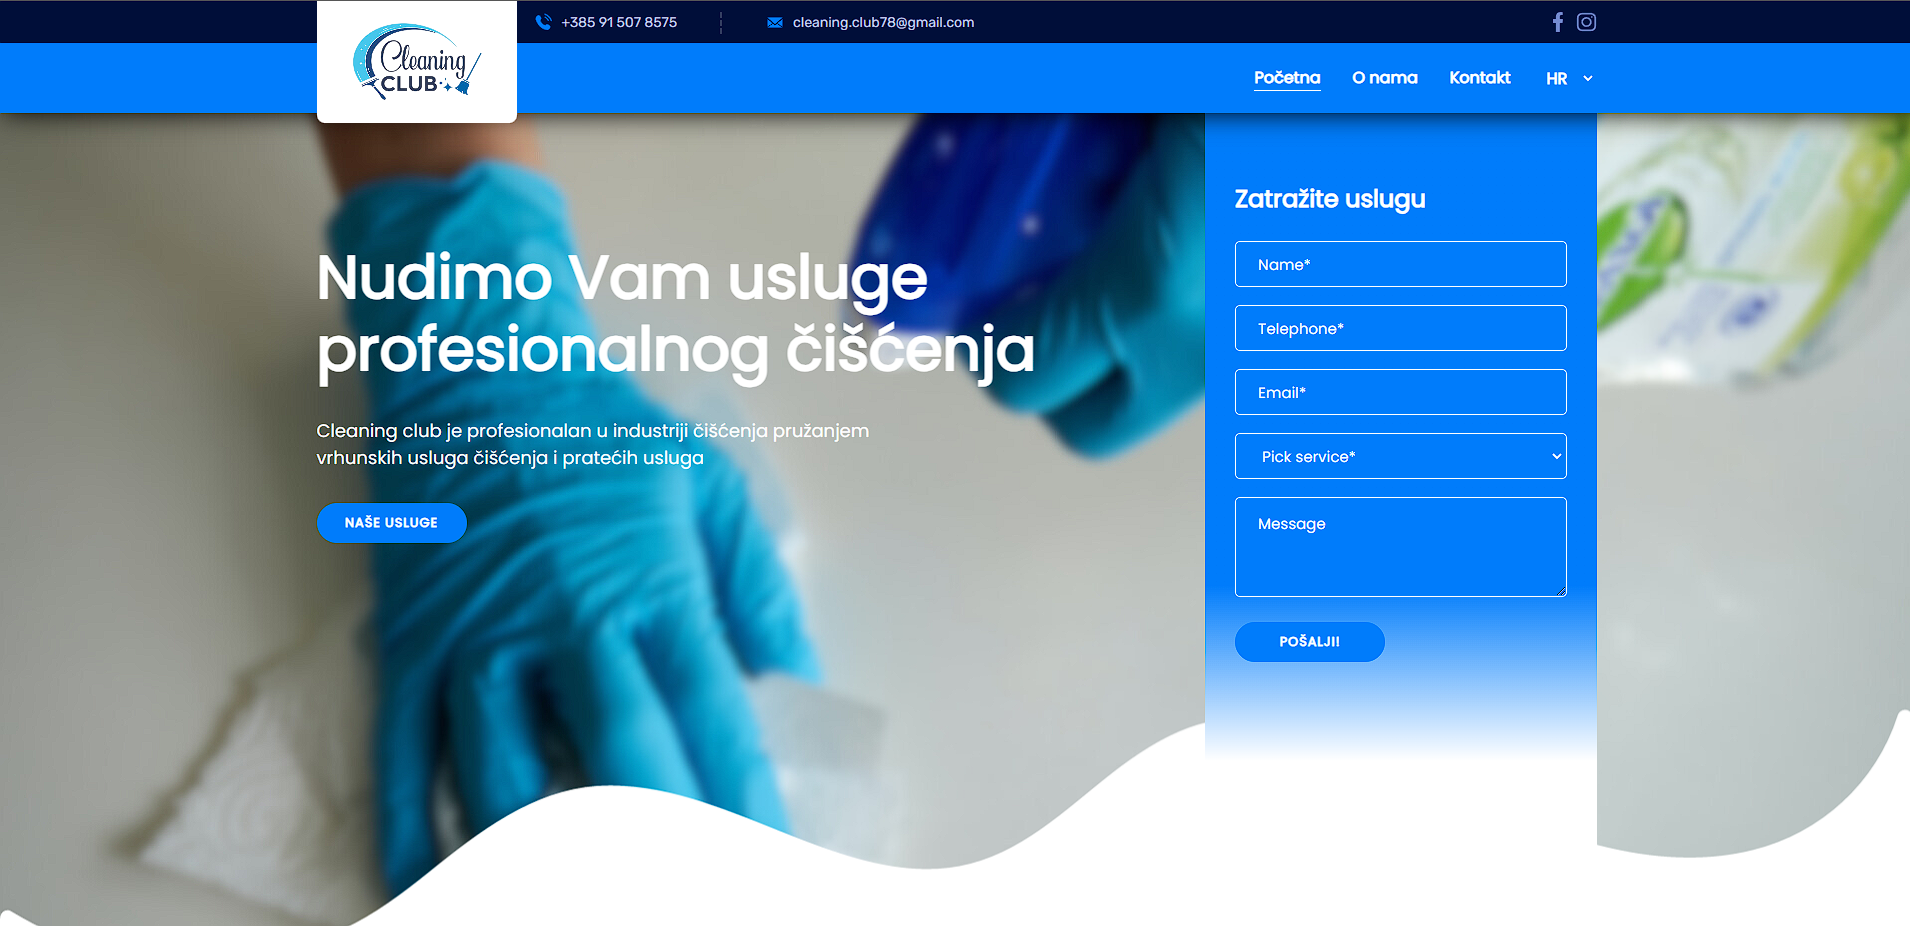 Cleaning
CLUB
+385 91 507 8575
cleaning.club78@gmail.com
Početna
O nama
Kontakt
HR
Nudimo Vam usluge
profesionalnog čišćenja
Cleaning club je profesionalan u industriji čišćenja pružanjem
vrhunskih usluga čišćenja i pratećih usluga
NAŠE USLUGE
Zatražite uslugu
Name*
Telephone*
Email*
Pick service*
Message
POŠALJI!